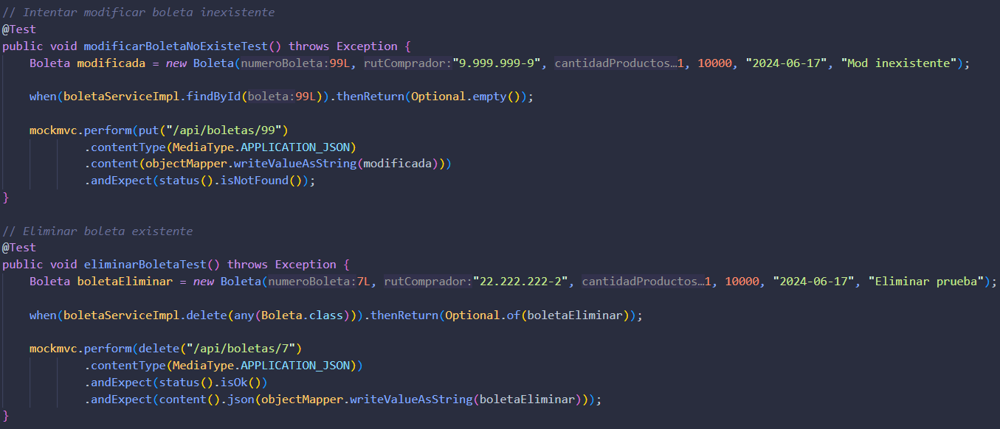 // Intentar modificar boleta inexistente
@Test
public void modificarBoletaNoExisteTest() throws Exception {
Boleta modificada = new Boleta(numeroBoleta:99L, rutComprador:"9.999.999-9", cantidadProductos…1, 10000, "2024-06-17", "Mod inexistente");
when(boletaServiceImpl.findById(boleta:99L)).thenReturn(Optional.empty());
mockmvc.perform(put("/api/boletas/99")
.contentType(MediaType.APPLICATION_JSON)
.content(objectMapper.writeValueAsString(modificada)))
.andExpect(status().isNotFound());
}
// Eliminar boleta existente
@Test
public void eliminarBoletaTest() throws Exception {
Boleta boletaEliminar = new Boleta(numeroBoleta:7L, rutComprador:"22.222.222-2", cantidadProductos…1, 10000, "2024-06-17", "Eliminar prueba");
when(boletaServiceImpl.delete(any(Boleta.class))).thenReturn(Optional.of(boletaEliminar));
mockmvc.perform(delete("/api/boletas/7")
.contentType(MediaType.APPLICATION_JSON))
.andExpect(status().isOk())
.andExpect(content().json(objectMapper.writeValueAsString(boletaEliminar)));
}